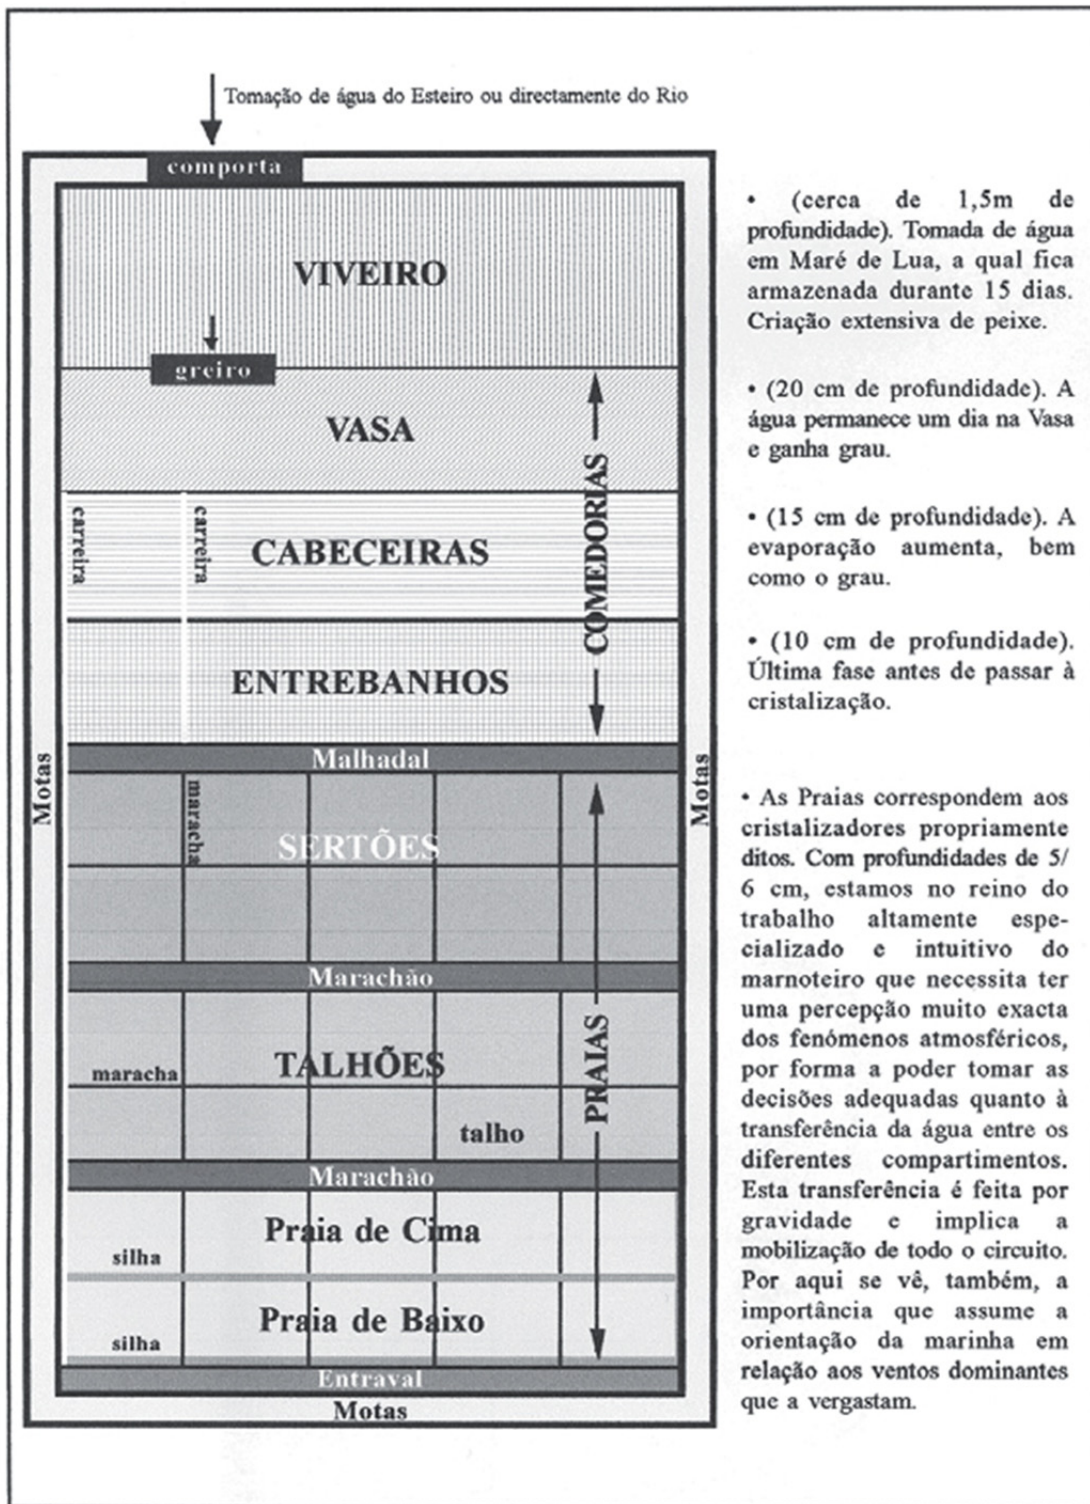 Tomação de água do Esteiro ou directamente do Rio
comporta
VIVEIRO
greiro
VASA
carreira
carreira
CABECEIRAS
COMEDORIAS
ENTREBANHOS
Malhadal
Motas
Motas
maracha
SERTÕES
Marachão
TALHÕES
maracha
PRAIAS
talho
Marachão
Praia de Cima
silha
Praia de Baixo
silha
Entraval
Motas
• (cerca de 1,5m de
profundidade). Tomada de água
em Maré de Lua, a qual fica
armazenada durante 15 dias.
Criação extensiva de peixe.
• (20 cm de profundidade). A
água permanece um dia na Vasa
e ganha grau.
• (15 cm de profundidade). A
evaporação aumenta, bem
como o grau.
• (10 cm de profundidade).
Última fase antes de passar à
cristalização.
• As Praias correspondem aos
cristalizadores propriamente
ditos. Com profundidades de 5/
6 cm, estamos no reino do
trabalho altamente espe-
cializado e intuitivo do
marnoteiro que necessita ter
uma percepção muito exacta
dos fenómenos atmosféricos,
por forma a poder tomar as
decisões adequadas quanto à
transferência da água entre os
diferentes compartimentos.
Esta transferência é feita por
gravidade e implica a
mobilização de todo o circuito.
Por aqui se vê, também, a
importância que assume a
orientação da marinha em
relação aos ventos dominantes
que a vergastam.